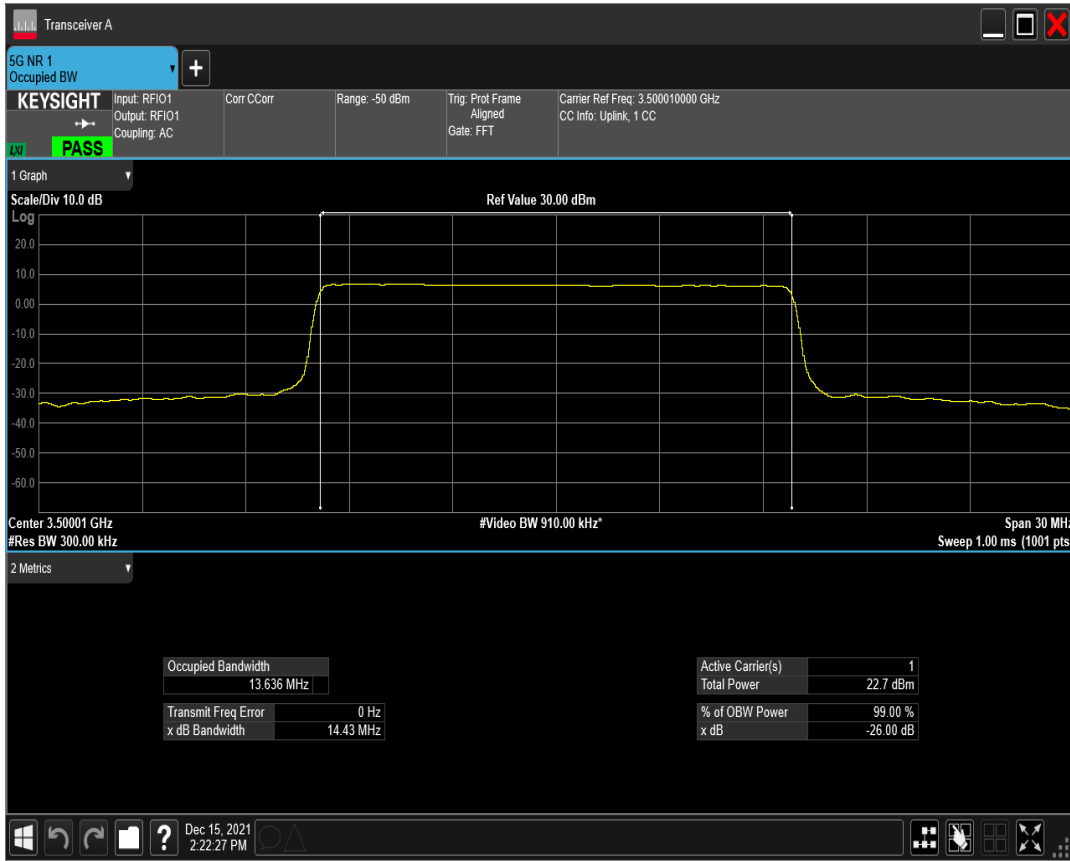 Transceiver A
5G NR 1
Occupied BW
KEYSIGHT
LXI
PASS
Input: RFIO1
Output: RFIO1
Coupling: AC
Corr CCorr
Range: -50 dBm
Trig: Prot Frame
Aligned
Gate: FFT
Carrier Ref Freq: 3.500010000 GHz
CC Info: Uplink, 1 CC
1 Graph
Scale/Div 10.0 dB
Ref Value 30.00 dBm
Log
20.0
10.0
0.00
-10.0
-20.0
-30.0
-40.0
-50.0
-60.0
Center 3.50001 GHz
#Video BW 910.00 kHz*
Span 30 MHz
#Res BW 300.00 kHz
Sweep 1.00 ms (1001 pts
2 Metrics
Occupied Bandwidth
13.636 MHz
Transmit Freq Error 0 Hz
x dB Bandwidth 14.43 MHz
Active Carrier(s) 1
Total Power 22.7 dBm
% of OBW Power 99.00 %
x dB -26.00 dB
Dec 15, 2021
2:22:27 PM